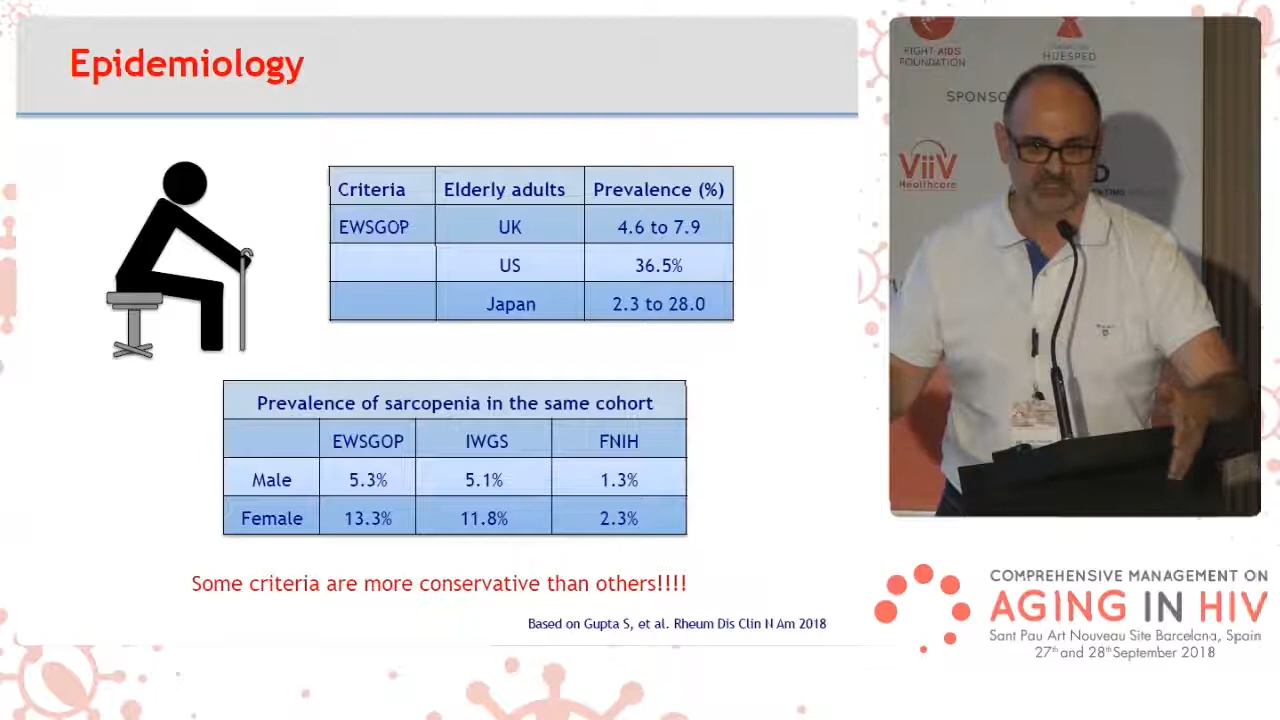 Epidemiology
Criteria Elderly adults Prevalence (%)
EWSGOP UK 4.6 to 7.9
US 36.5%
Japan 2.3 to 28.0
Prevalence of sarcopenia in the same cohort
EWSGOP IWGS FNIH
Male 5.3% 5.1% 1.3%
Female 13.3% 11.8% 2.3%
Some criteria are more conservative than others!!!!
Based on Gupta S, et al. Rheum Dis Clin N Am 2018
FIGHT AIDS
FOUNDATION
HUESPED
SPONSO
ViiV
Healthcare
COMPREHENSIVE MANAGEMENT ON
AGING IN HIV
Sant Pau Art Nouveau Site Barcelona, Spain
27th and 28th September 2018